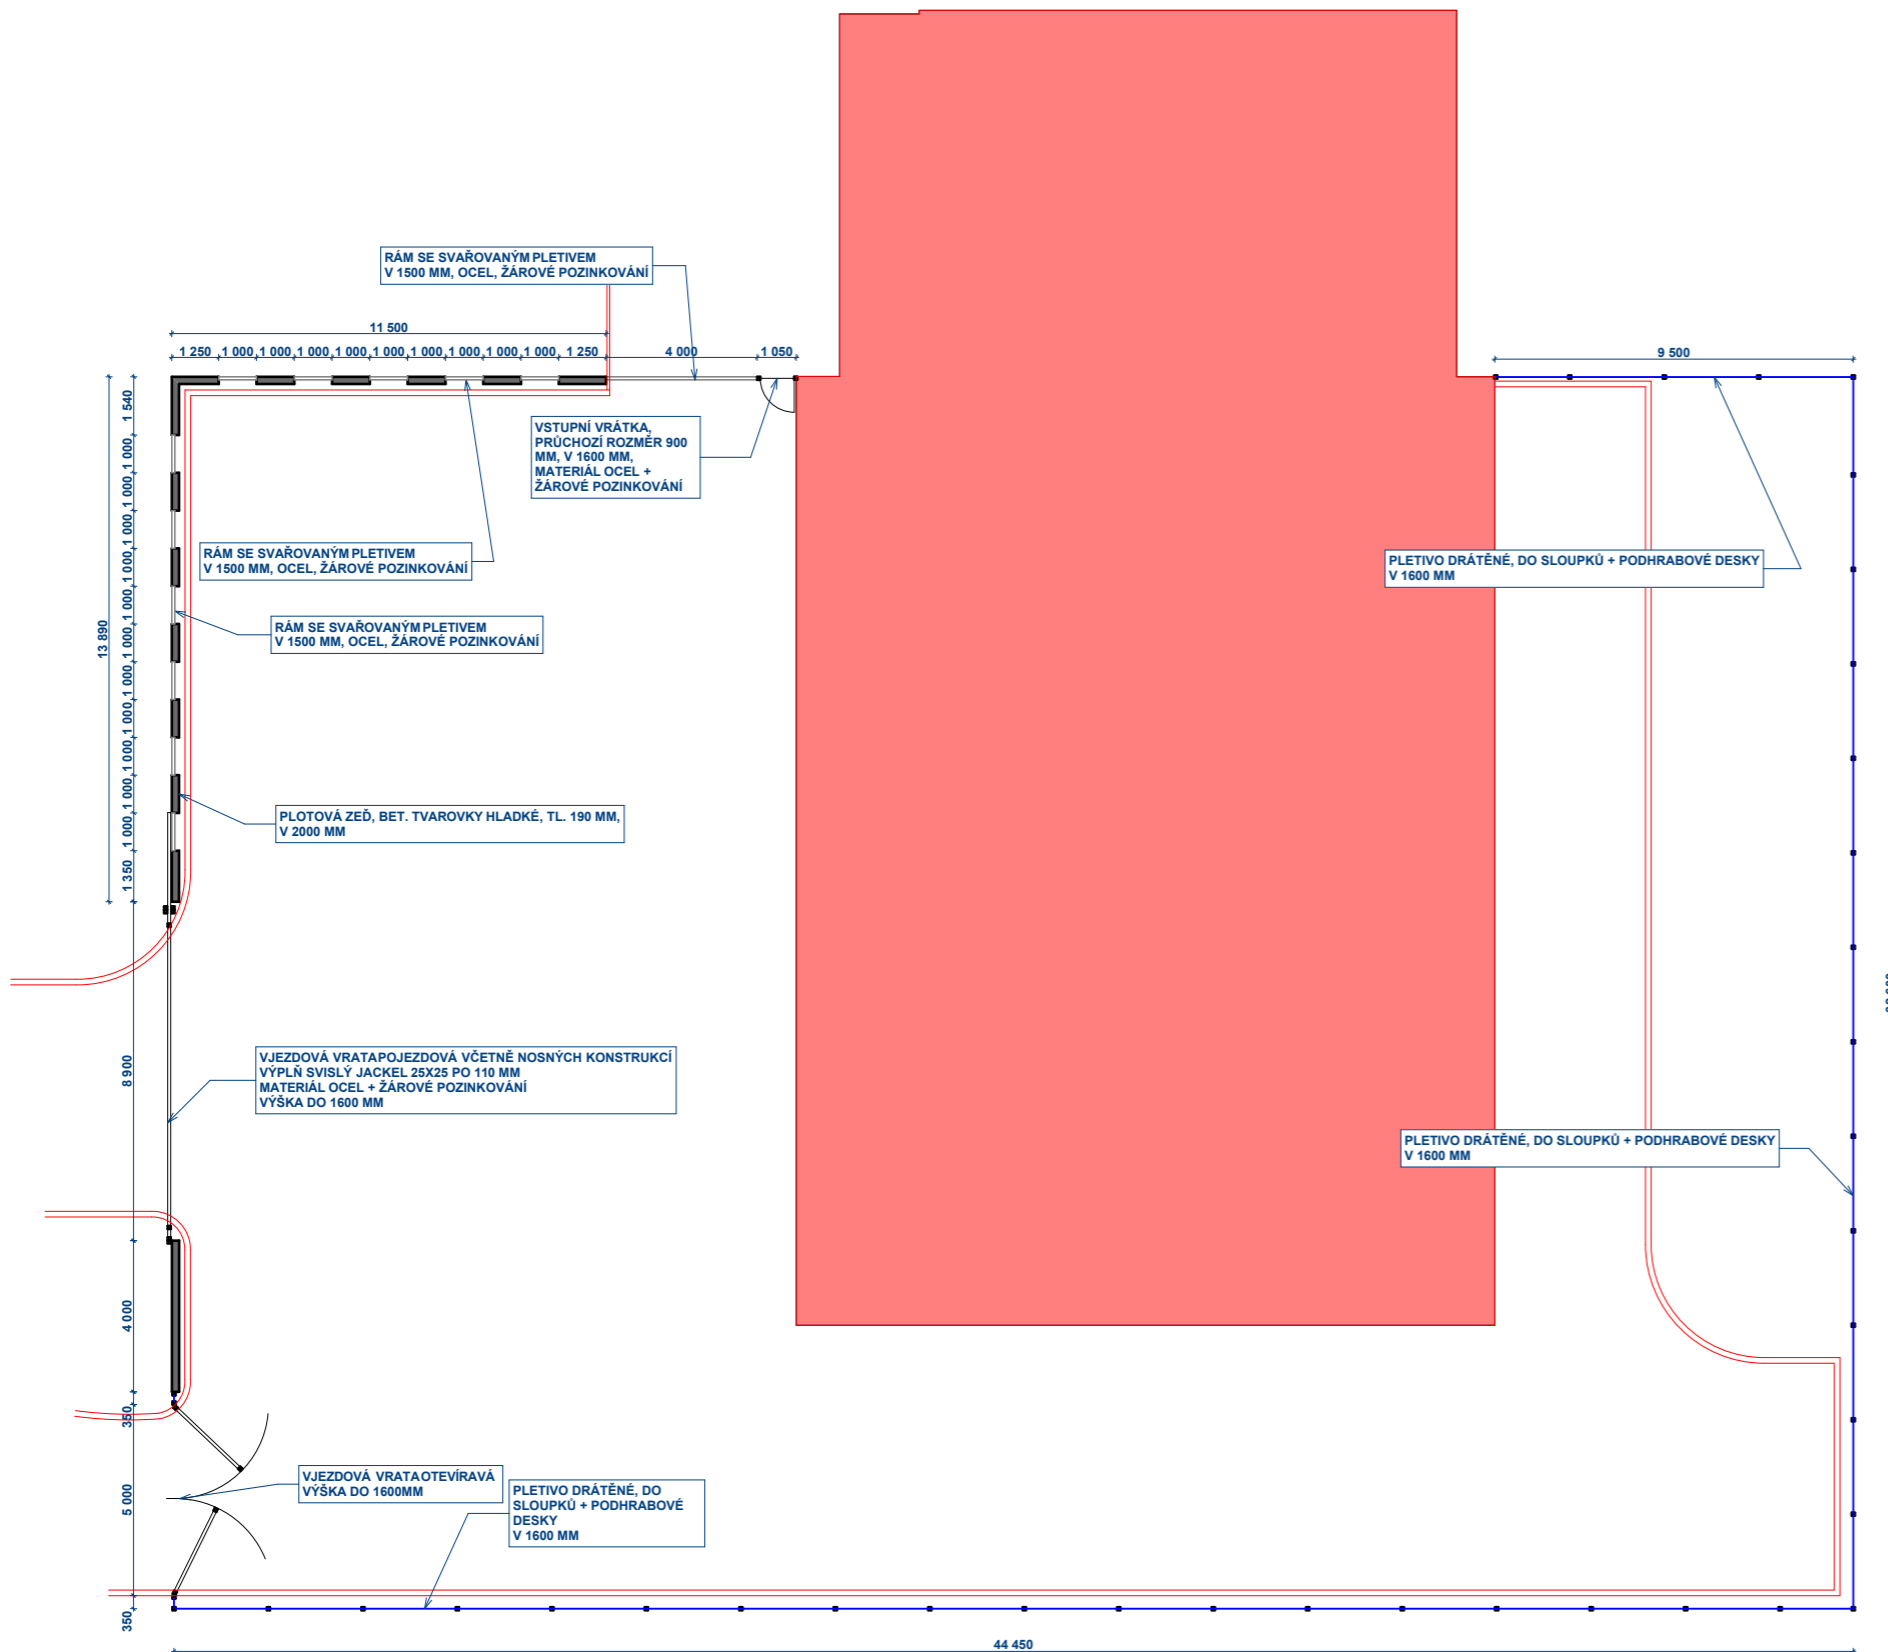 RÁM SE SVAŘOVANÝM PLETIVEM
V 1500 MM, OCEL, ŽÁROVÉ POZINKOVÁNÍ
11 500
1 250 1 000 1 000 1 000 1 000 1 000 1 000 1 000 1 000 1 000 1 250 4 000 1 050
9 500
VSTUPNÍ VRÁTKA,
PRŮCHOZÍ ROZMĚR 900
MM, V 1600 MM,
MATERIÁL OCEL +
ŽÁROVÉ POZINKOVÁNÍ
RÁM SE SVAŘOVANÝM PLETIVEM
V 1500 MM, OCEL, ŽÁROVÉ POZINKOVÁNÍ
PLETIVO DRÁTĚNÉ, DO SLOUPKŮ + PODHRABOVÉ DESKY
V 1600 MM
RÁM SE SVAŘOVANÝM PLETIVEM
V 1500 MM, OCEL, ŽÁROVÉ POZINKOVÁNÍ
13 890
1 540
1 000
1 000
1 000
1 000
1 000
1 000
1 000
1 000
1 000
1 000
1 000
1 350
8 900
4 000
350
5 000
350
PLOTOVÁ ZEĎ, BET. TVAROVKY HLADKÉ, TL. 190 MM,
V 2000 MM
VJEZDOVÁ VRATAPOJEZDOVÁ VČETNĚ NOSNÝCH KONSTRUKCÍ
VÝPLŇ SVISLÝ JACKEL 25X25 PO 110 MM
MATERIÁL OCEL + ŽÁROVÉ POZINKOVÁNÍ
VÝŠKA DO 1600 MM
PLETIVO DRÁTĚNÉ, DO SLOUPKŮ + PODHRABOVÉ DESKY
V 1600 MM
VJEZDOVÁ VRATAOTEVÍRAVÁ
VÝŠKA DO 1600MM
PLETIVO DRÁTĚNÉ, DO
SLOUPKŮ + PODHRABOVÉ
DESKY
V 1600 MM
44 450